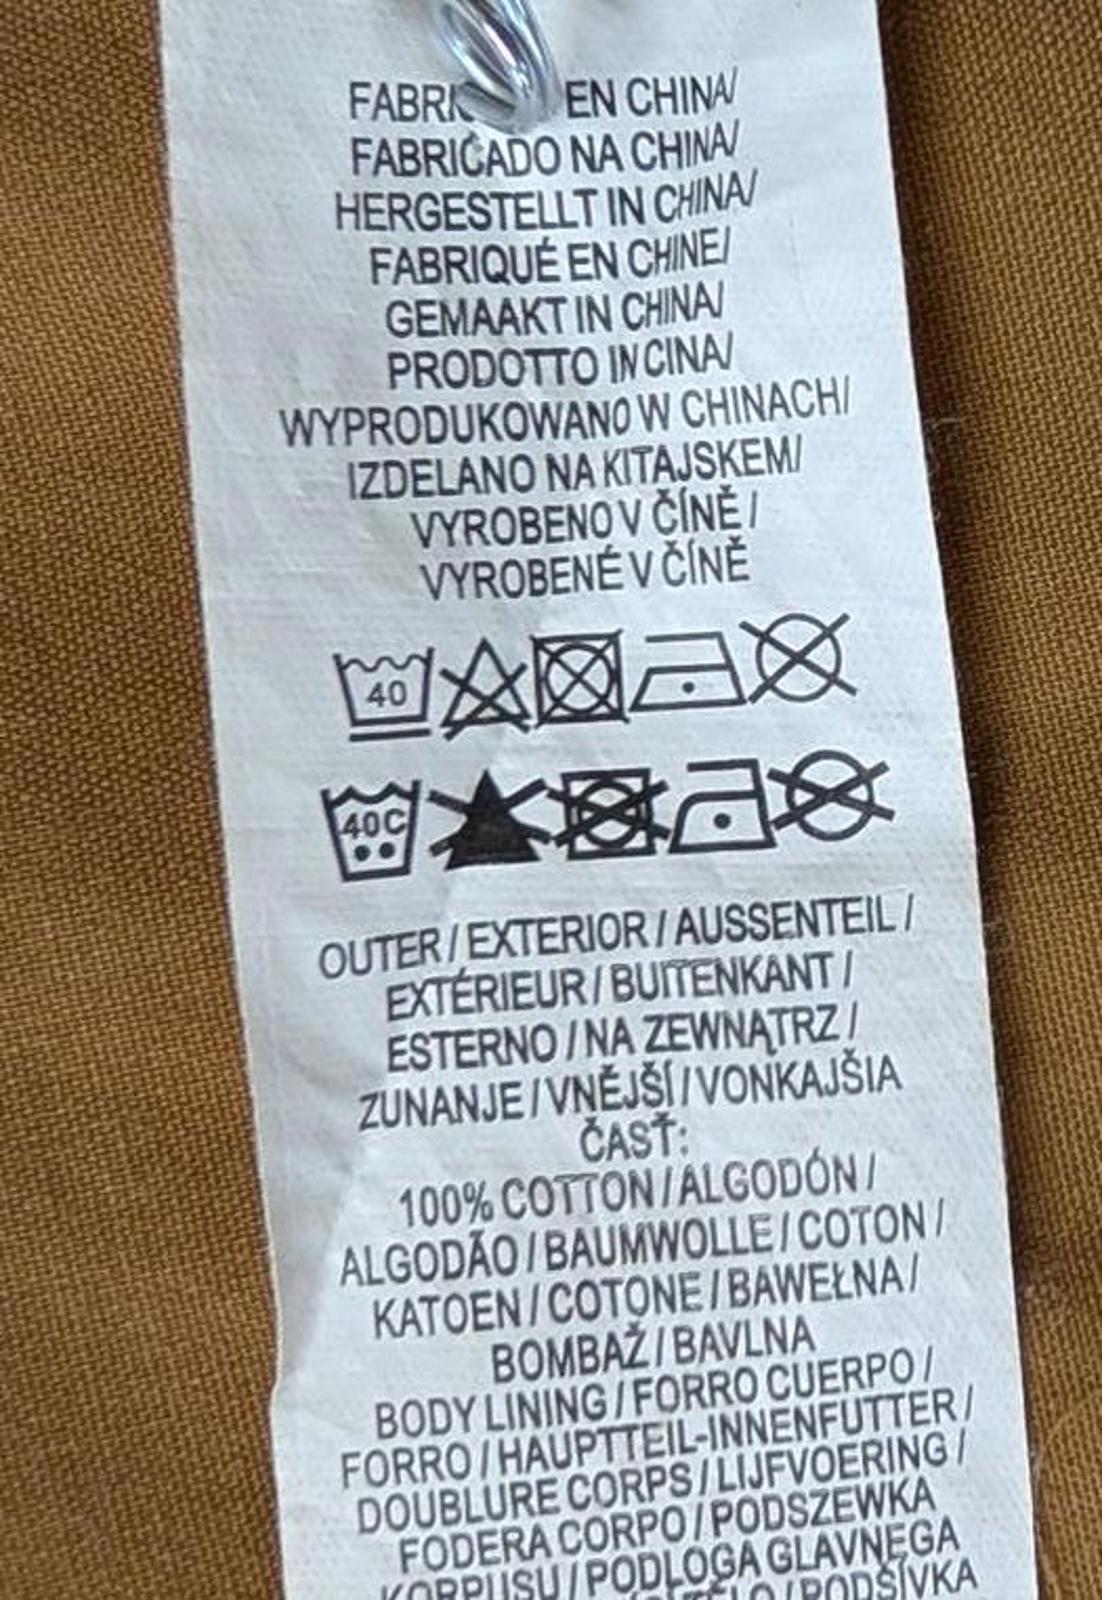 EN CHINA/
FABRICADO NA CHINA/
HERGESTELLT IN CHINA/
FABRIQUÉ EN CHINE/
GEMAAKT IN CHINA/
PRODOTTO IN CINA/
WYPRODUKOWANO W CHINACH/
IZDELANO NA KITAJSKEM/
VYROBENO V ČÍNĚ /
VYROBENÉ V ČÍNĚ
40
40C
OUTER / EXTERIOR / AUSSENTEIL /
EXTÉRIEUR / BUITENKANT /
ESTERNO / NA ZEWNĄTRZ /
ZUNANJE / VNĚJŠÍ / VONKAJŠIA
ČASŤ:
100% COTTON / ALGODÓN /
ALGODÃO / BAUMWOLLE / COTON /
KATOEN / COTONE / BAWEŁNA /
BOMBAŽ / BAVLNA
BODY LINING / FORRO CUERPO /
FORRO / HAUPTTEIL-INNENFUTTER /
DOUBLURE CORPS / LIJFVOERING /
FODERA CORPO / PODSZEWKA
KORPUSU / PODLOGA GLAVNEGA
/ PODŠÍVKA